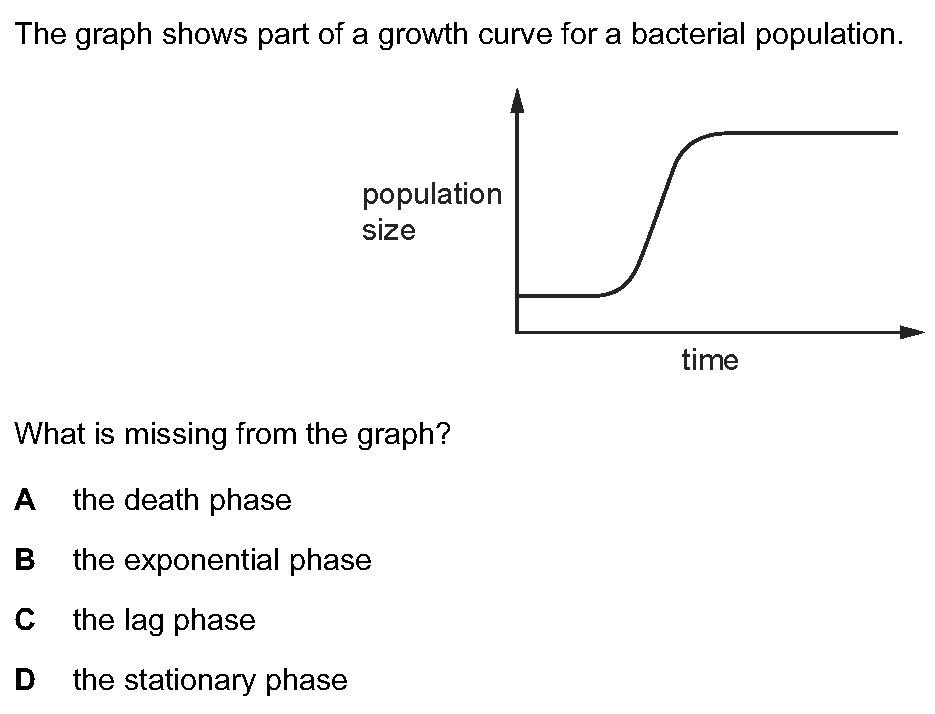 The graph shows part of a growth curve for a bacterial population.
population
size
time
What is missing from the graph?
A the death phase
B the exponential phase
C the lag phase
D the stationary phase